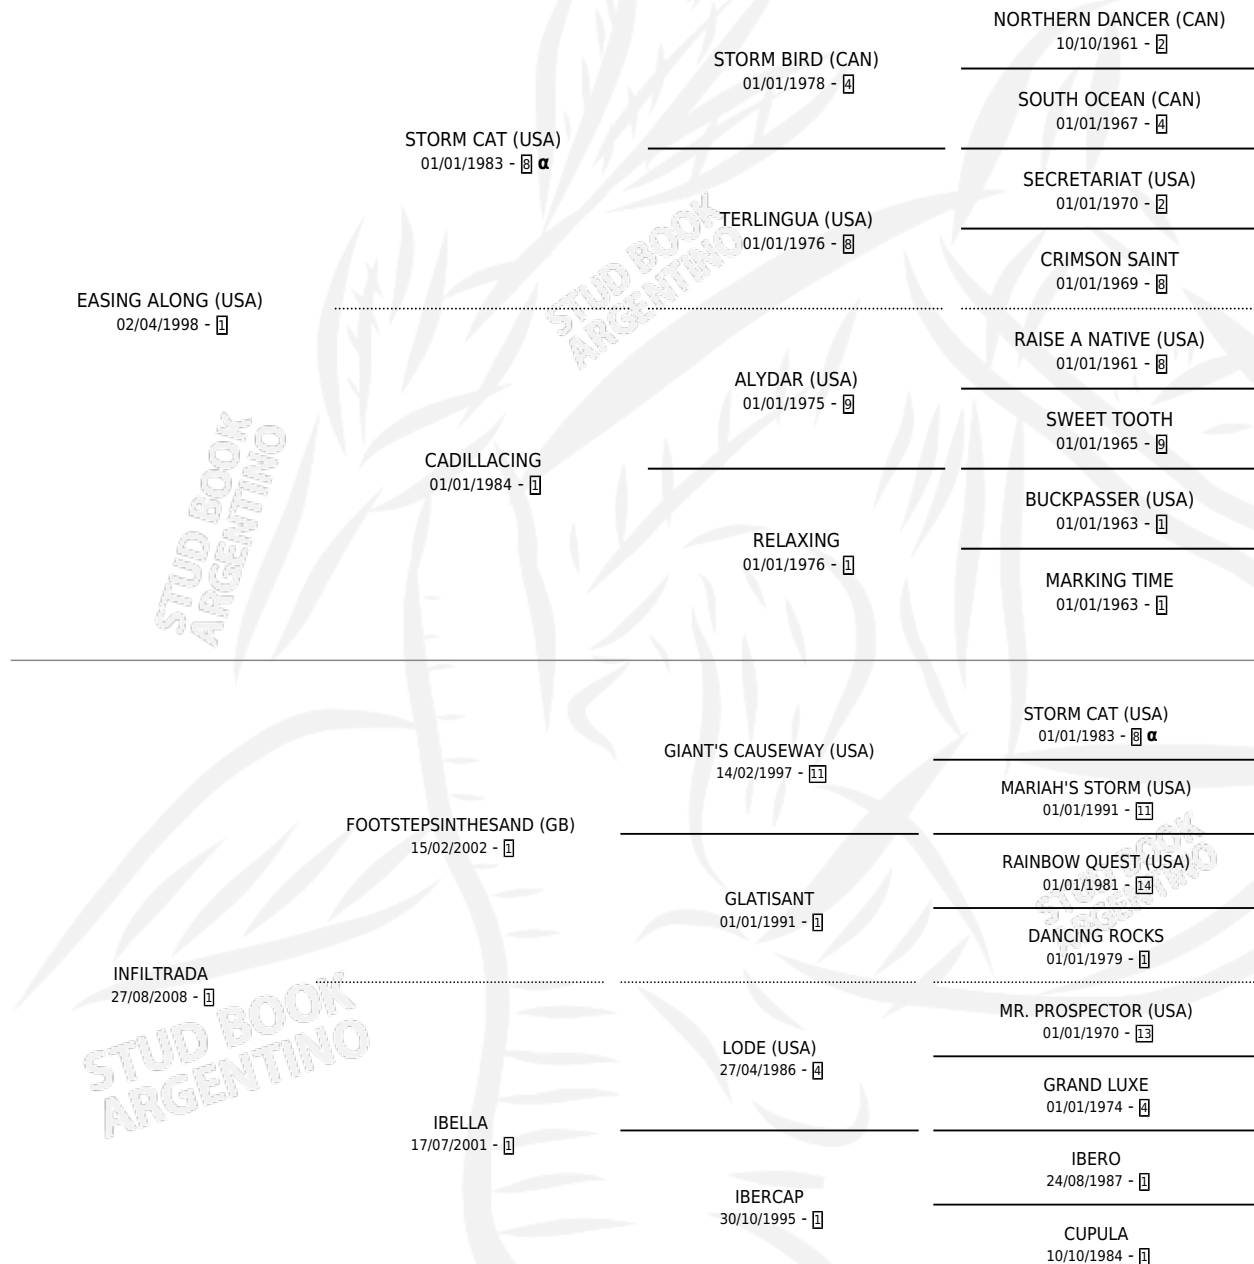 NORTHERN DANCER (CAN)
10/10/1961 - 2
STORM BIRD (CAN)
01/01/1978 - 4
SOUTH OCEAN (CAN)
01/01/1967 - 4
STORM CAT (USA)
01/01/1983 - 8 α
SECRETARIAT (USA)
01/01/1970 - 2
TERLINGUA (USA)
01/01/1976 - 8
CRIMSON SAINT
01/01/1969 - 8
STUD BOOK
ARGENTINO
EASING ALONG (USA)
02/04/1998 - 1
RAISE A NATIVE (USA)
01/01/1961 - 8
ALYDAR (USA)
01/01/1975 - 9
SWEET TOOTH
01/01/1965 - 9
CADILLACING
01/01/1984 - 1
BUCKPASSER (USA)
01/01/1963 - 1
RELAXING
01/01/1976 - 1
MARKING TIME
01/01/1963 - 1
STUD BOOK
ARGENTINO
STORM CAT (USA)
01/01/1983 - 8 α
GIANT'S CAUSEWAY (USA)
14/02/1997 - 11
MARIAH'S STORM (USA)
01/01/1991 - 11
FOOTSTEPSINTHESAND (GB)
15/02/2002 - 1
RAINBOW QUEST (USA)
01/01/1981 - 14
STUD BOOK
ARGENTINO
GLATISANT
01/01/1991 - 1
DANCING ROCKS
01/01/1979 - 1
INFILTRADA
27/08/2008 - 1
STUD BOOK
ARGENTINO
MR. PROSPECTOR (USA)
01/01/1970 - 13
LODE (USA)
27/04/1986 - 4
GRAND LUXE
01/01/1974 - 4
IBELLA
17/07/2001 - 1
IBERO
24/08/1987 - 1
IBERCAP
30/10/1995 - 1
CUPULA
10/10/1984 - 1